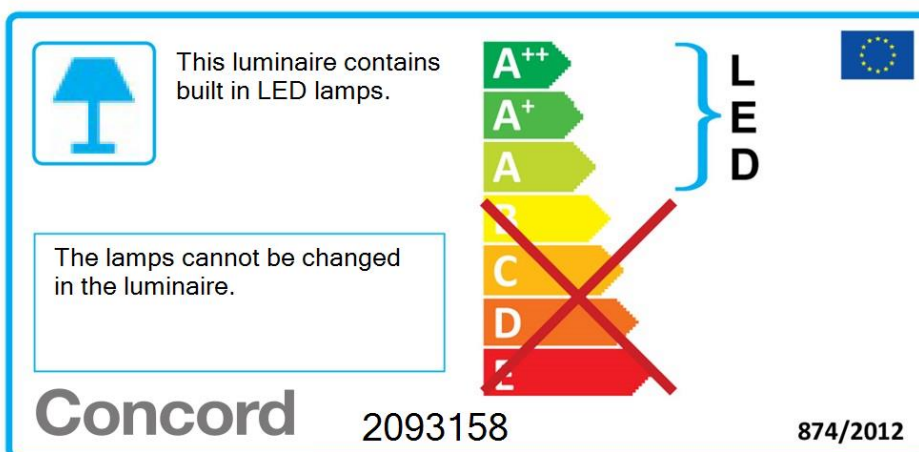 This luminaire contains
built in LED lamps.
A++
A+
A
B
C
D
E
L
E
D
The lamps cannot be changed
in the luminaire.
Concord
2093158
874/2012